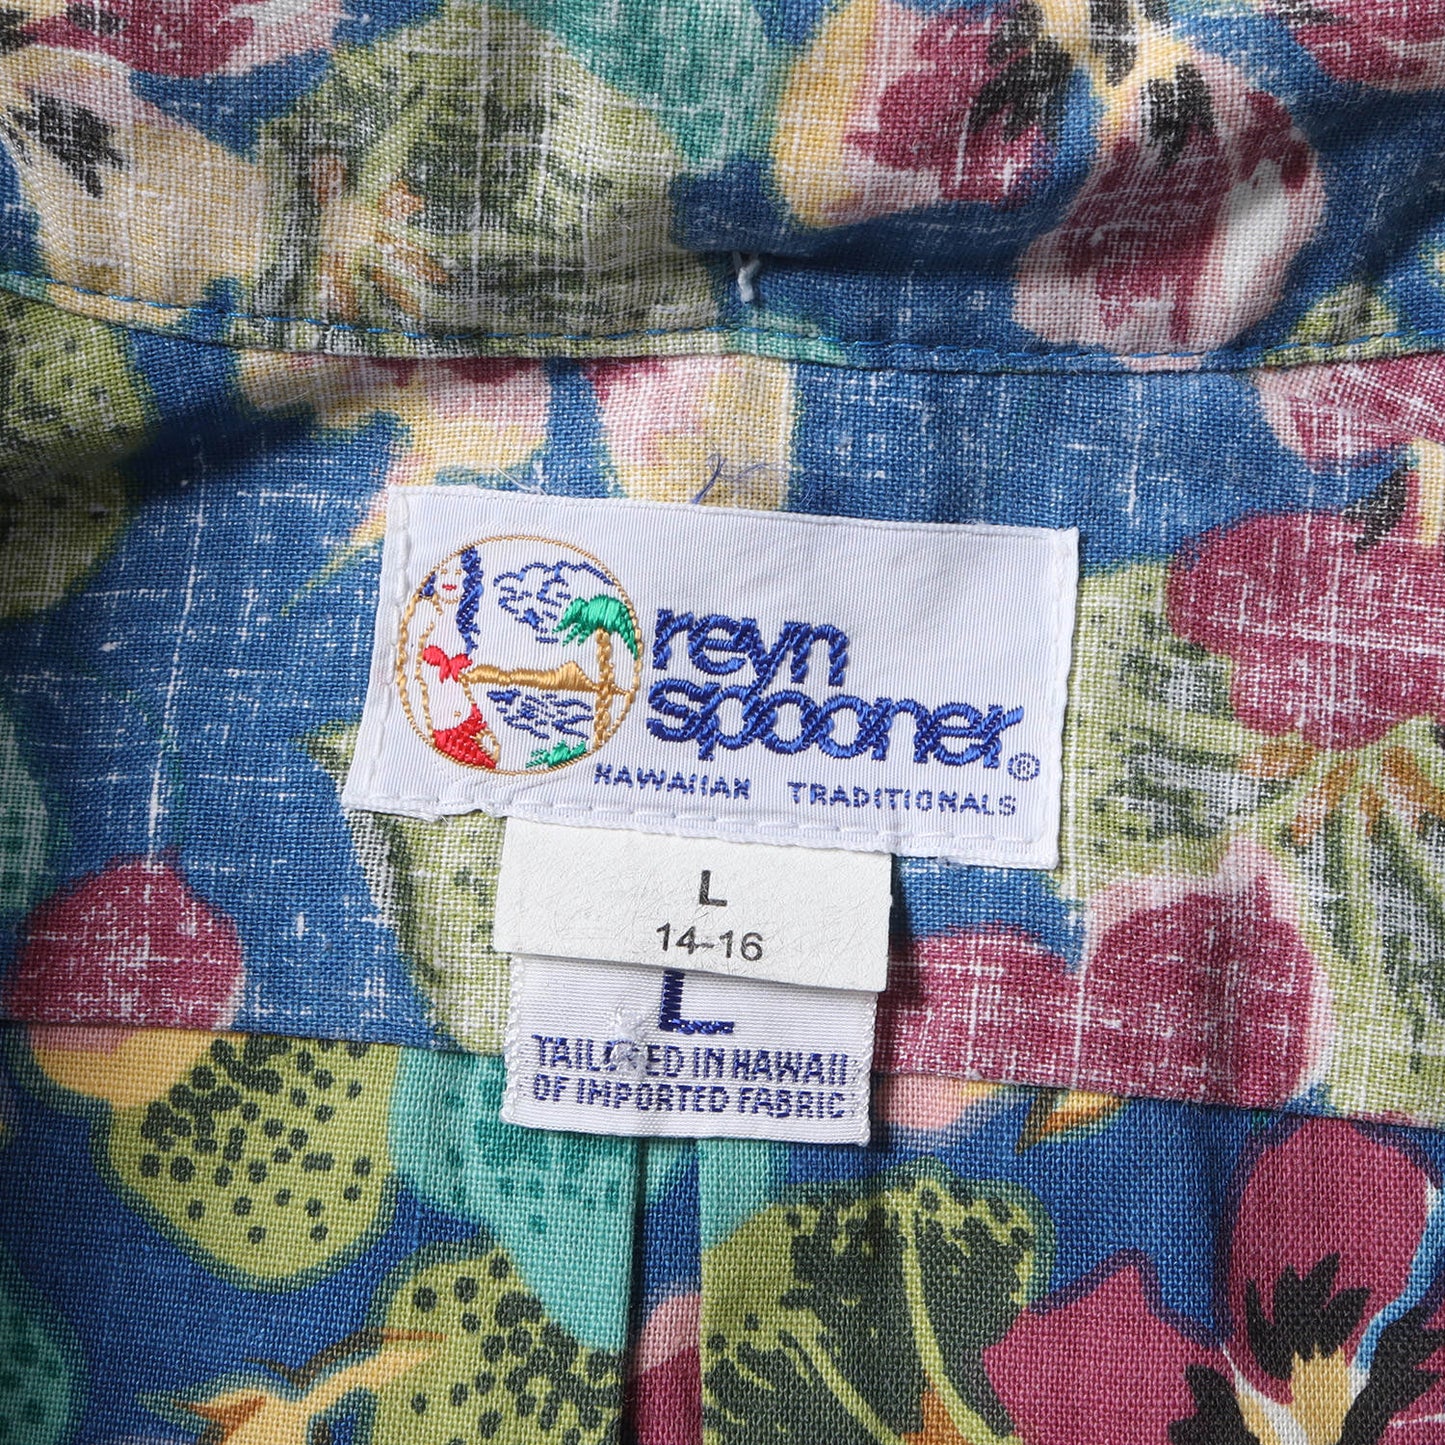 reyn
spooner®
HAWAIIAN TRADITIONALS
L
14-16
L
TAILORED IN HAWAII
OF IMPORTED FABRIC